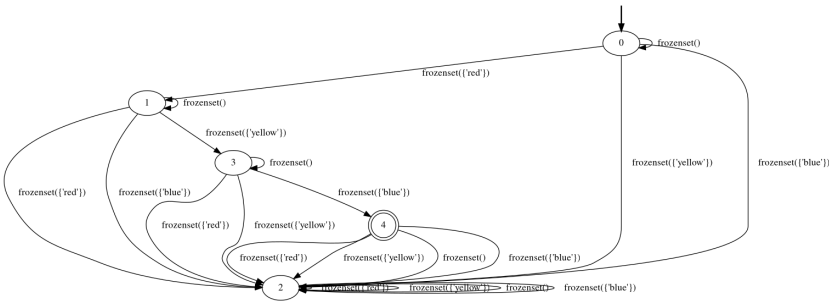 0
frozenset()
frozenset({'red'})
1
frozenset()
frozenset({'yellow'})
3
frozenset()
frozenset({'yellow'})
frozenset({'blue'})
frozenset({'red'})
frozenset({'blue'})
frozenset({'blue'})
frozenset({'red'})
frozenset({'yellow'})
4
frozenset({'red'})
frozenset({'yellow'})
frozenset()
frozenset({'blue'})
2
frozenset({'red'})
frozenset({'yellow'})
frozenset()
frozenset({'blue'})